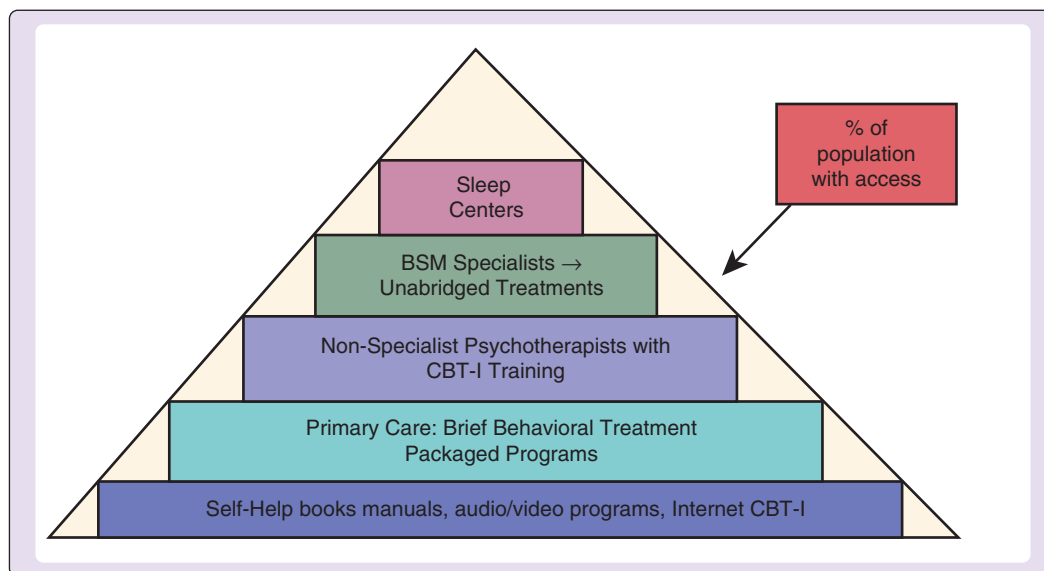 % of
population
with access
Sleep
Centers
BSM Specialists →
Unabridged Treatments
Non-Specialist Psychotherapists with
CBT-I Training
Primary Care: Brief Behavioral Treatment
Packaged Programs
Self-Help books manuals, audio/video programs, Internet CBT-I